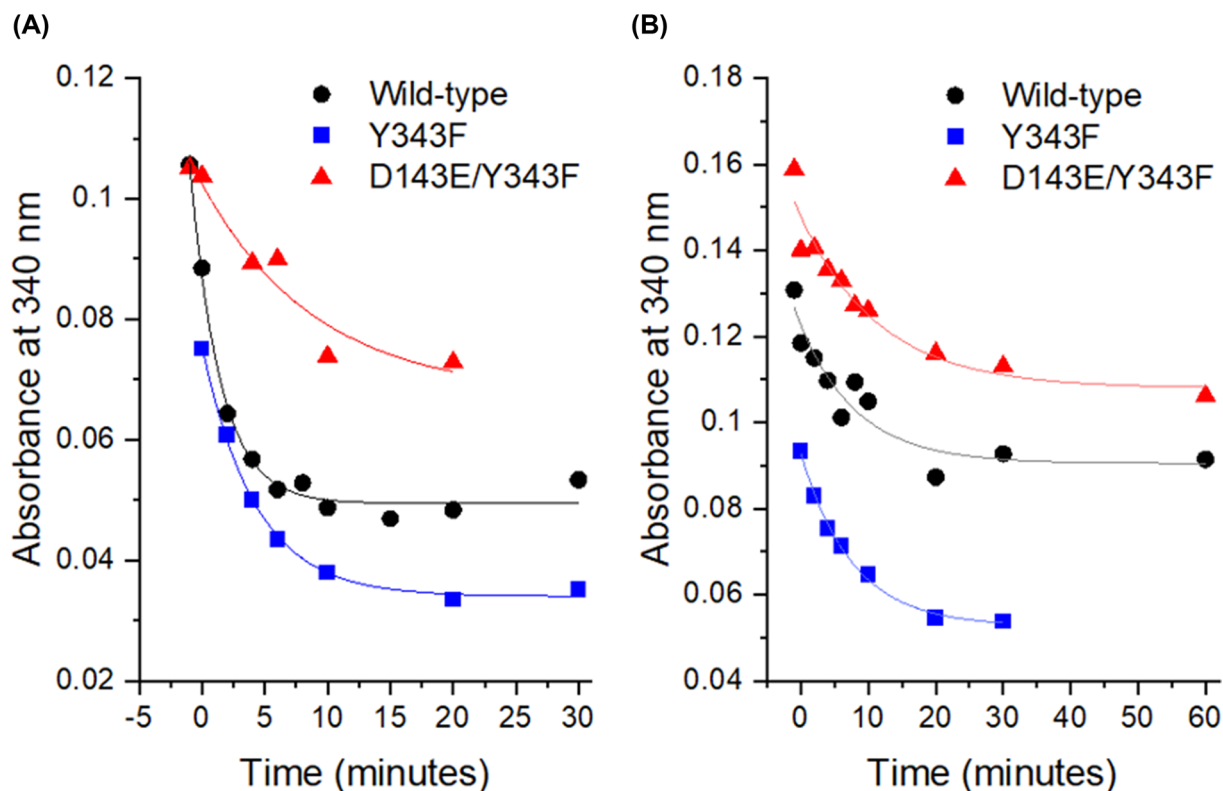 (A)
Absorbance at 340 nm
0.12
0.1
0.08
0.06
0.04
0.02
-5 0 5 10 15 20 25 30
Time (minutes)
Wild-type
Y343F
D143E/Y343F
(B)
Absorbance at 340 nm
0.18
0.16
0.14
0.12
0.1
0.08
0.06
0.04
0 10 20 30 40 50 60
Time (minutes)
Wild-type
Y343F
D143E/Y343F